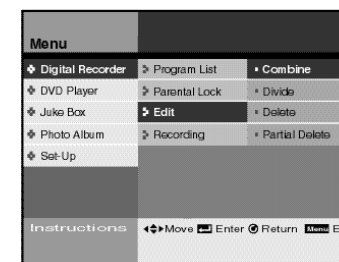 Menu
Digital Recorder Program List Combine
DVD Player Parental Lock Divide
Juke Box Edit Delete
Photo Album Recording Partial Delete
Set-Up
Instructions Move Enter Return Menu E